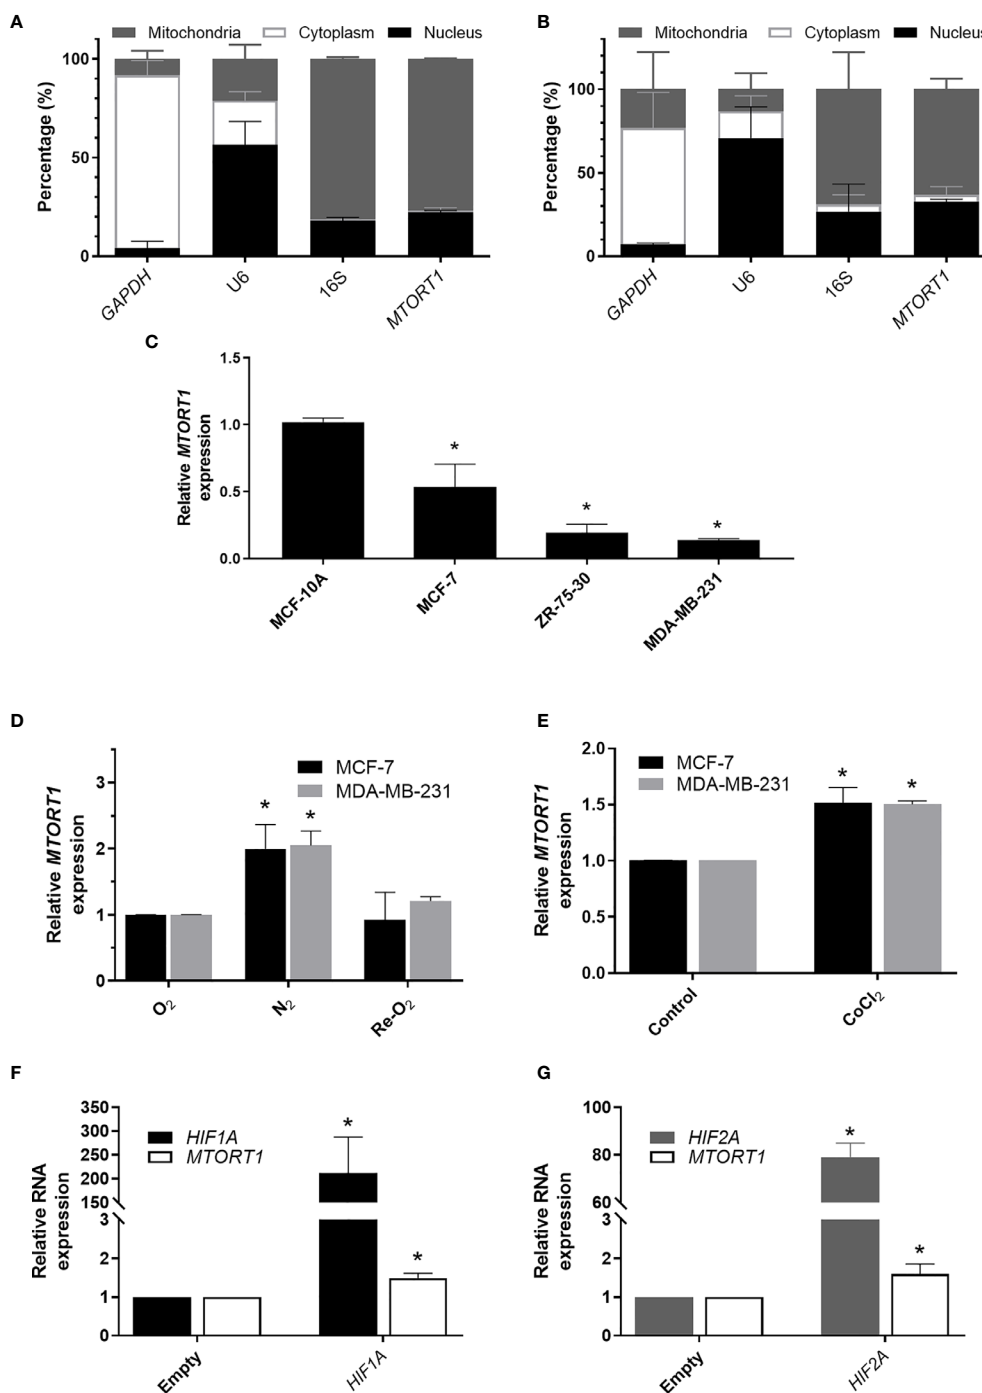 A
Mitochondria Cytoplasm Nucleus
Percentage (%)
100
50
0
GAPDH
U6
16S
MTORT1
B
Mitochondria Cytoplasm Nucleus
Percentage (%)
100
50
0
GAPDH
U6
16S
MTORT1
C
Relative MTORT1
expression
1.5
1.0
0.5
0.0
*
*
*
MCF-10A
MCF-7
ZR-75-30
MDA-MB-231
D
Relative MTORT1
expression
3
2
1
0
MCF-7
MDA-MB-231
* *
O₂
N₂
Re-O₂
E
Relative MTORT1
expression
2.0
1.5
1.0
0.5
0.0
MCF-7
MDA-MB-231
* *
Control
CoCl₂
F
Relative RNA
expression
350
300
250
200
150
3
2
1
0
HIF1A
MTORT1
*
*
Empty
HIF1A
G
Relative RNA
expression
100
80
60
3
2
1
0
HIF2A
MTORT1
*
*
Empty
HIF2A